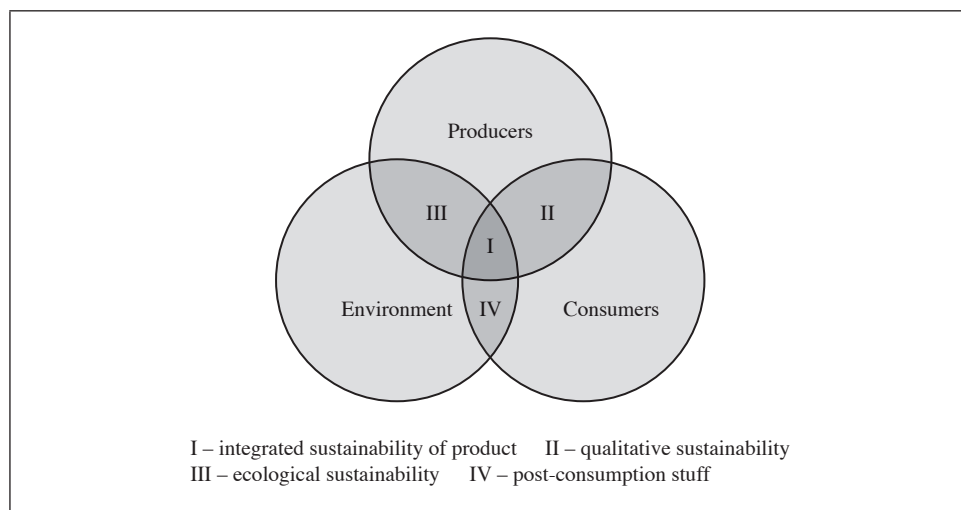 Producers
III
II
I
Environment
IV
Consumers
I – integrated sustainability of product II – qualitative sustainability
III – ecological sustainability IV – post-consumption stuff